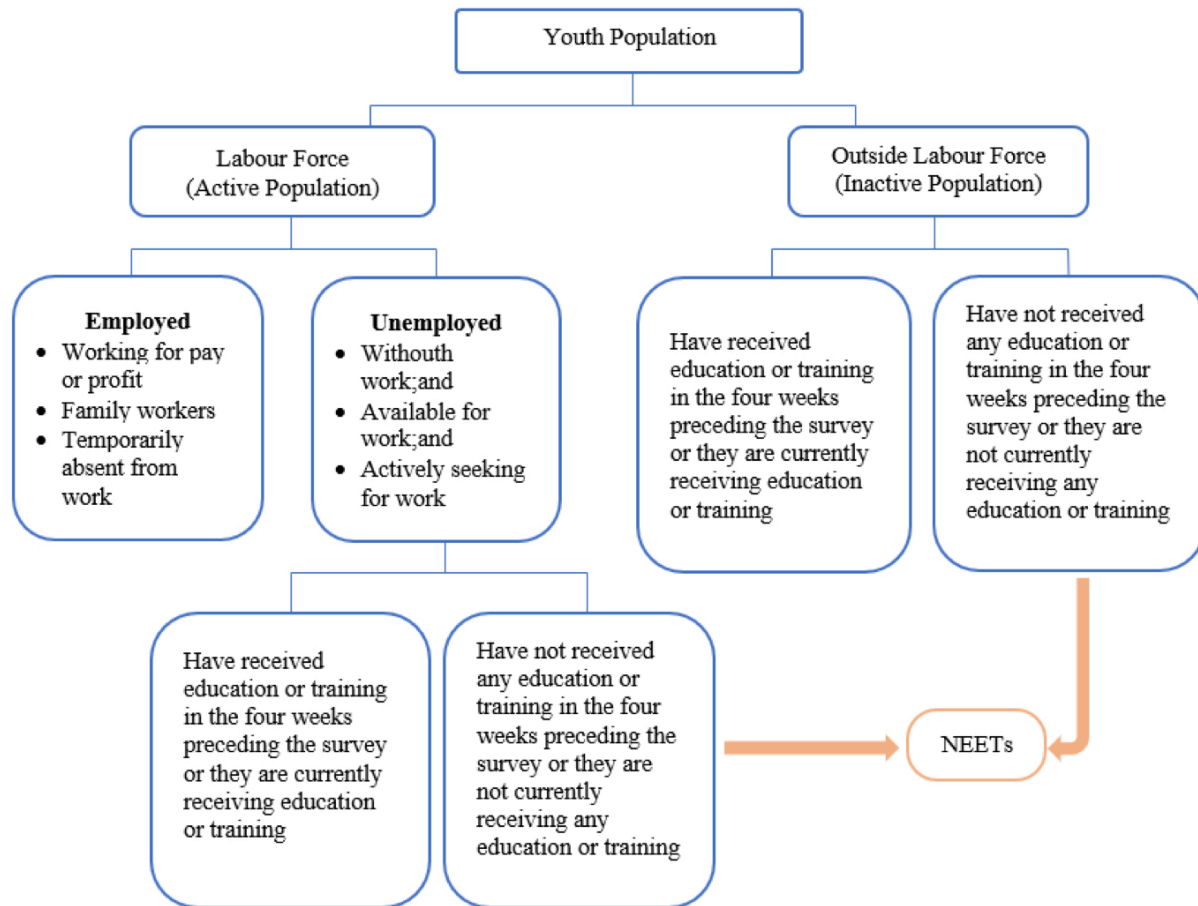 Youth Population
Labour Force
(Active Population)
Outside Labour Force
(Inactive Population)
Employed
• Working for pay
or profit
• Family workers
• Temporarily
absent from
work
Unemployed
• Withouth
work;and
• Available for
work;and
• Actively seeking
for work
Have received
education or training
in the four weeks
preceding the survey
or they are currently
receiving education
or training
Have not received
any education or
training in the four
weeks preceding the
survey or they are
not currently
receiving any
education or training
Have received
education or training
in the four weeks
preceding the survey
or they are currently
receiving education
or training
Have not received
any education or
training in the four
weeks preceding the
survey or they are
not currently
receiving any
education or training
NEETs